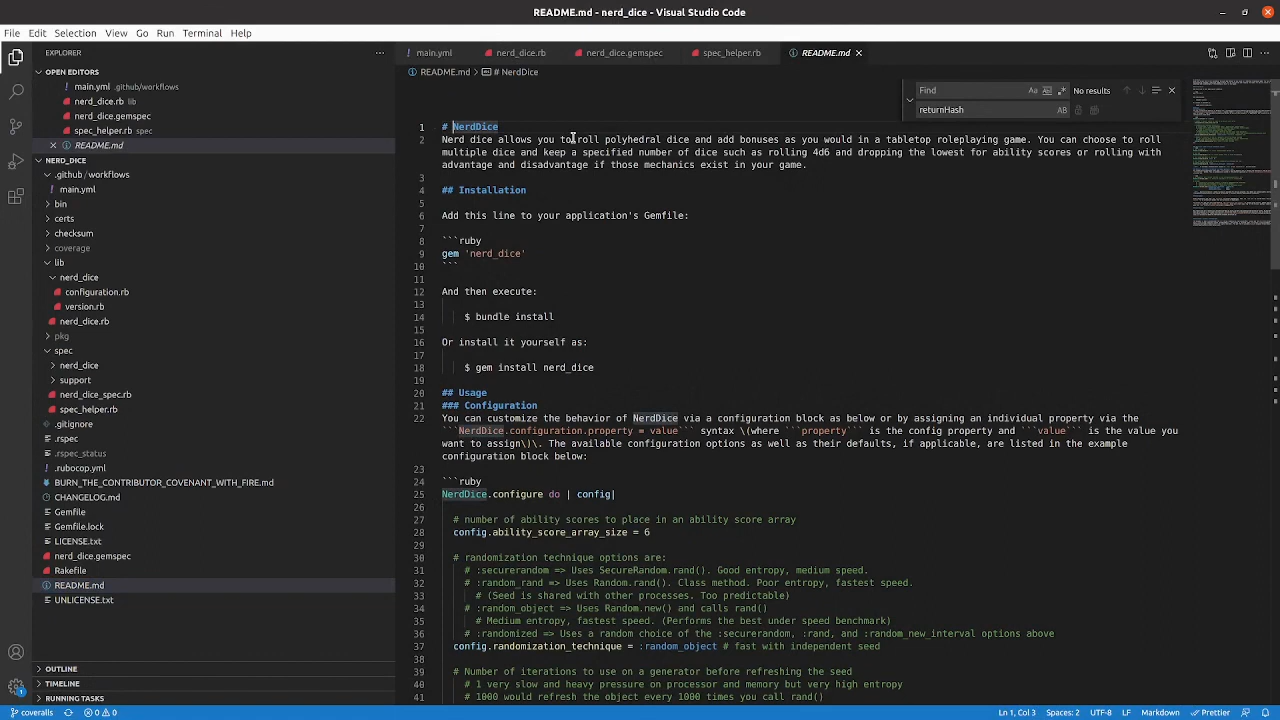 README.md - nerd_dice - Visual Studio Code
File Edit Selection View Go Run Terminal Help
EXPLORER
main.yml nerd_dice.rb nerd_dice.gemspec spec_helper.rb README.md
OPEN EDITORS
README.md # NerdDice
main.yml .github/workflows
nerd_dice.rb lib
nerd_dice.gemspec
spec_helper.rb spec
README.md
NERD_DICE
.github / workflows
main.yml
bin
certs
checksum
coverage
lib
nerd_dice
configuration.rb
version.rb
nerd_dice.rb
pkg
spec
nerd_dice
support
nerd_dice_spec.rb
spec_helper.rb
.gitignore
.rspec
.rspec_status
.rubocop.yml
BURN_THE_CONTRIBUTOR_COVENANT_WITH_FIRE.md
CHANGELOG.md
Gemfile
Gemfile.lock
LICENSE.txt
nerd_dice.gemspec
Rakefile
README.md
UNLICENSE.txt
OUTLINE
TIMELINE
RUNNING TASKS
Find Aa ab No results
returnHash AB
1 # NerdDice
2 Nerd dice allows you to roll polyhedral dice and add bonuses as you would in a tabletop roleplaying game. You can choose to roll
multiple dice and keep a specified number of dice such as rolling 4d6 and dropping the lowest for ability scores or rolling with
advantage and disadvantage if those mechanics exist in your game.
3
4 ## Installation
5
6 Add this line to your application's Gemfile:
7
8 ```ruby
9 gem 'nerd_dice'
10 ```
11
12 And then execute:
13
14 $ bundle install
15
16 Or install it yourself as:
17
18 $ gem install nerd_dice
19
20 ## Usage
21 ### Configuration
22 You can customize the behavior of NerdDice via a configuration block as below or by assigning an individual property via the
```NerdDice.configuration.property = value``` syntax \(where ```property``` is the config property and ```value``` is the value you
want to assign\)\. The available configuration options as well as their defaults, if applicable, are listed in the example
configuration block below:
23
24 ```ruby
25 NerdDice.configure do | config|
26
27 # number of ability scores to place in an ability score array
28 config.ability_score_array_size = 6
29
30 # randomization technique options are:
31 # :securerandom => Uses SecureRandom.rand(). Good entropy, medium speed.
32 # :random_rand => Uses Random.rand(). Class method. Poor entropy, fastest speed.
33 # (Seed is shared with other processes. Too predictable)
34 # :random_object => Uses Random.new() and calls rand()
35 # Medium entropy, fastest speed. (Performs the best under speed benchmark)
36 # :randomized => Uses a random choice of the :securerandom, :rand, and :random_new_interval options above
37 config.randomization_technique = :random_object # fast with independent seed
38
39 # Number of iterations to use on a generator before refreshing the seed
40 # 1 very slow and heavy pressure on processor and memory but very high entropy
41 # 1000 would refresh the object every 1000 times you call rand()
1
coveralls 0 0 Ln 1, Col 3 Spaces: 2 UTF-8 LF Markdown Prettier